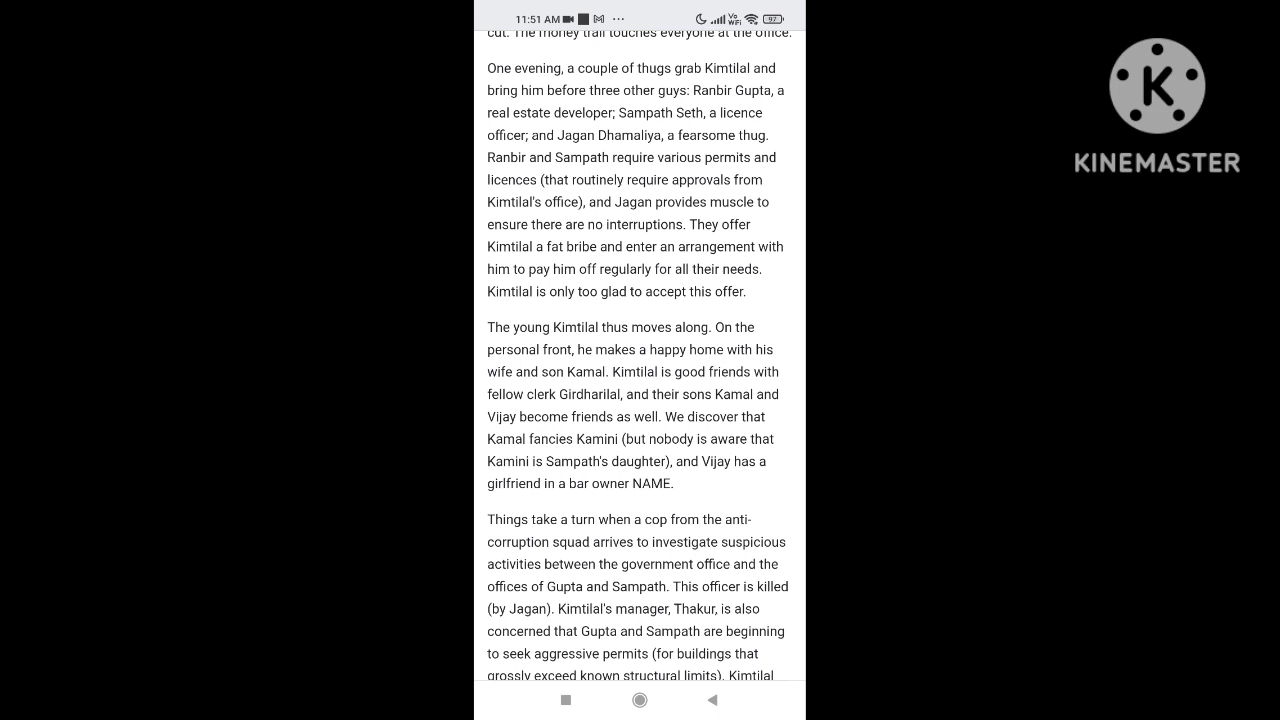 11:51 AM
Vo
WiFi
97
cut. The money trail touches everyone at the office.
One evening, a couple of thugs grab Kimtilal and
bring him before three other guys: Ranbir Gupta, a
real estate developer; Sampath Seth, a licence
officer; and Jagan Dhamaliya, a fearsome thug.
Ranbir and Sampath require various permits and
licences (that routinely require approvals from
Kimtilal's office), and Jagan provides muscle to
ensure there are no interruptions. They offer
Kimtilal a fat bribe and enter an arrangement with
him to pay him off regularly for all their needs.
Kimtilal is only too glad to accept this offer.
The young Kimtilal thus moves along. On the
personal front, he makes a happy home with his
wife and son Kamal. Kimtilal is good friends with
fellow clerk Girdharilal, and their sons Kamal and
Vijay become friends as well. We discover that
Kamal fancies Kamini (but nobody is aware that
Kamini is Sampath's daughter), and Vijay has a
girlfriend in a bar owner NAME.
Things take a turn when a cop from the anti-
corruption squad arrives to investigate suspicious
activities between the government office and the
offices of Gupta and Sampath. This officer is killed
(by Jagan). Kimtilal's manager, Thakur, is also
concerned that Gupta and Sampath are beginning
to seek aggressive permits (for buildings that
grossly exceed known structural limits). Kimtilal
K
KINEMASTER